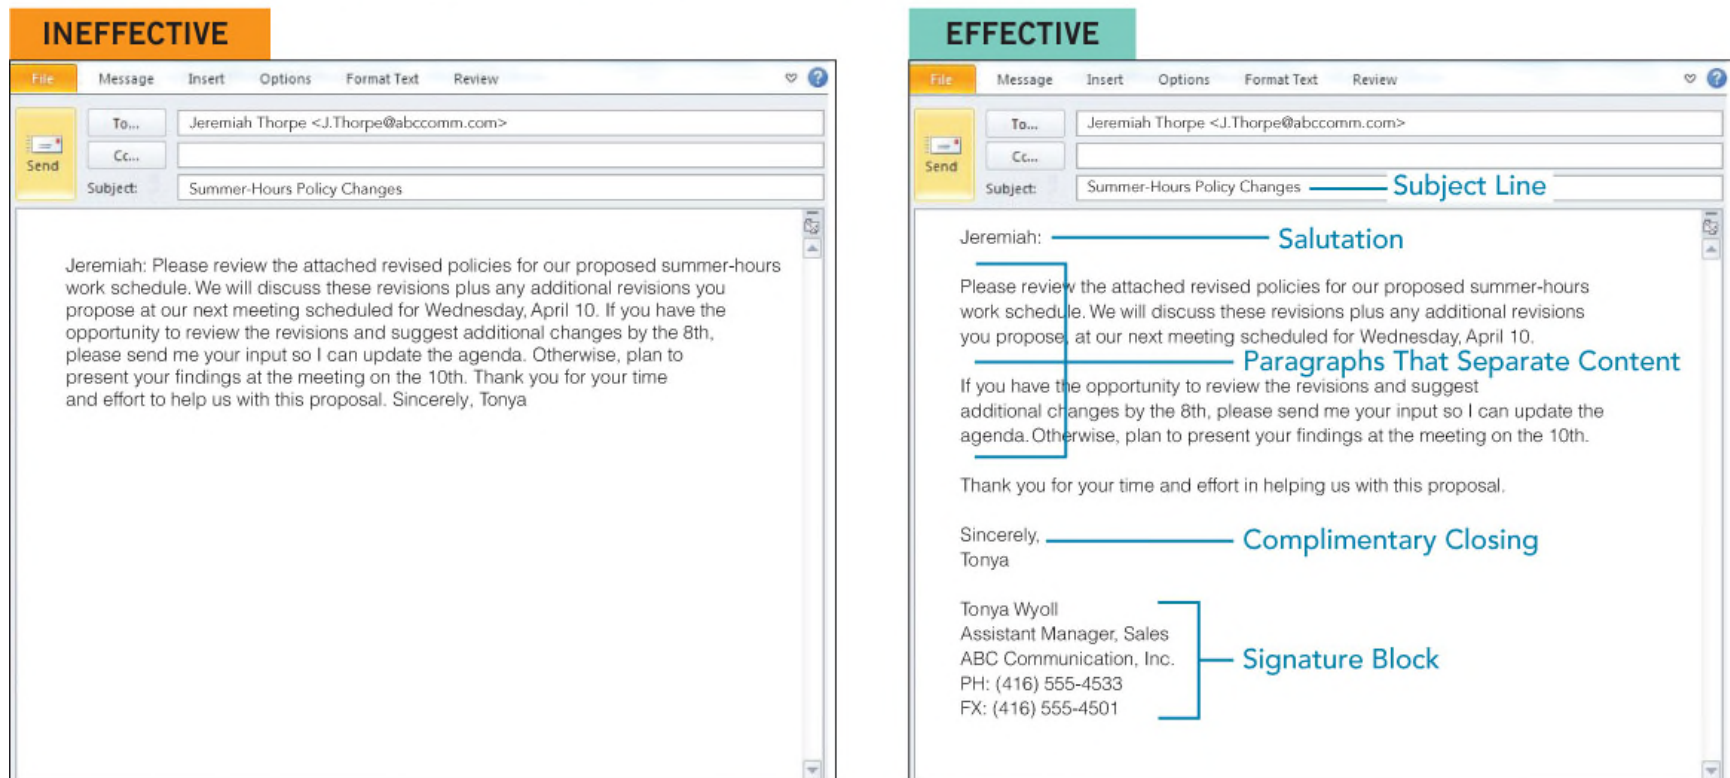 INEFFECTIVE
File Message Insert Options Format Text Review
Send
To... Jeremiah Thorpe <J.Thorpe@abccomm.com>
Cc...
Subject: Summer-Hours Policy Changes
Jeremiah: Please review the attached revised policies for our proposed summer-hours
work schedule. We will discuss these revisions plus any additional revisions you
propose at our next meeting scheduled for Wednesday, April 10. If you have the
opportunity to review the revisions and suggest additional changes by the 8th,
please send me your input so I can update the agenda. Otherwise, plan to
present your findings at the meeting on the 10th. Thank you for your time
and effort to help us with this proposal. Sincerely, Tonya
EFFECTIVE
File Message Insert Options Format Text Review
Send
To... Jeremiah Thorpe <J.Thorpe@abccomm.com>
Cc...
Subject: Summer-Hours Policy Changes Subject Line
Jeremiah: Salutation
Please review the attached revised policies for our proposed summer-hours
work schedule. We will discuss these revisions plus any additional revisions
you propose, at our next meeting scheduled for Wednesday, April 10.
Paragraphs That Separate Content
If you have the opportunity to review the revisions and suggest
additional changes by the 8th, please send me your input so I can update the
agenda. Otherwise, plan to present your findings at the meeting on the 10th.
Thank you for your time and effort in helping us with this proposal.
Sincerely, Complimentary Closing
Tonya
Tonya Wyoll
Assistant Manager, Sales
ABC Communication, Inc. Signature Block
PH: (416) 555-4533
FX: (416) 555-4501